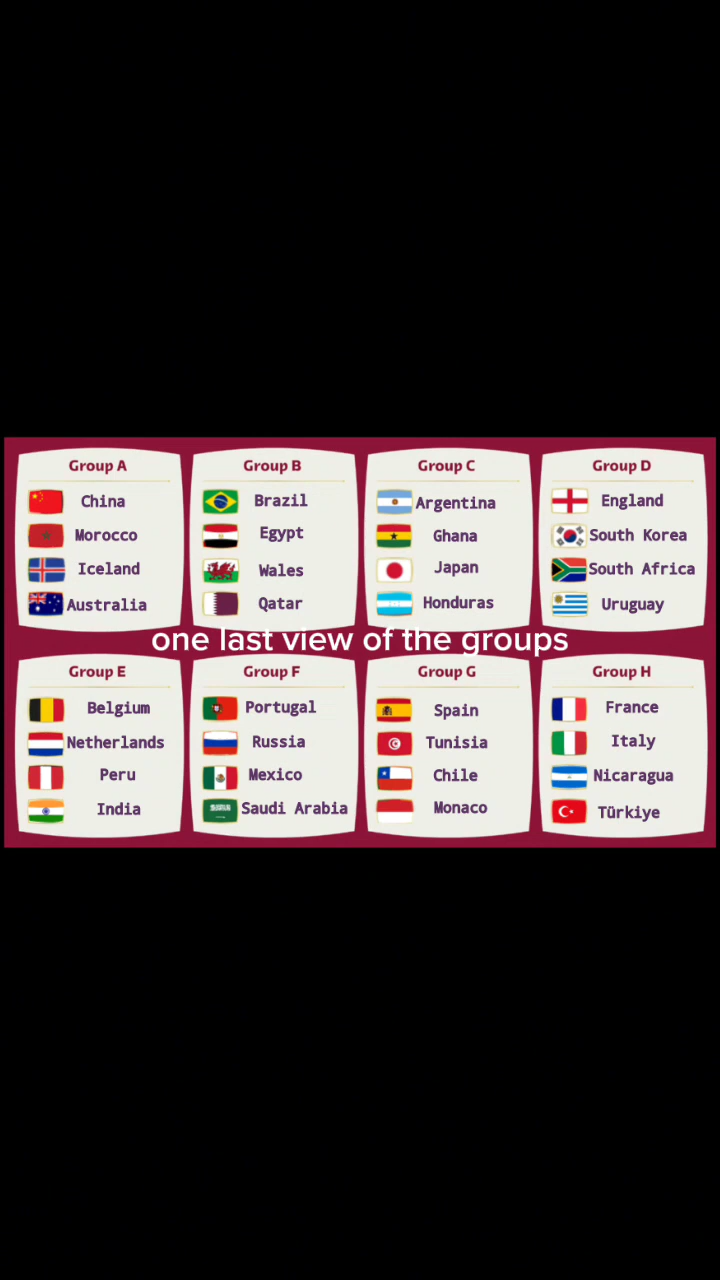 Group A
China
Morocco
Iceland
Australia
Group B
Brazil
Egypt
Wales
Qatar
Group C
Argentina
Ghana
Japan
Honduras
Group D
England
South Korea
South Africa
Uruguay
one last view of the groups
Group E
Belgium
Netherlands
Peru
India
Group F
Portugal
Russia
Mexico
Saudi Arabia
Group G
Spain
Tunisia
Chile
Monaco
Group H
France
Italy
Nicaragua
Türkiye